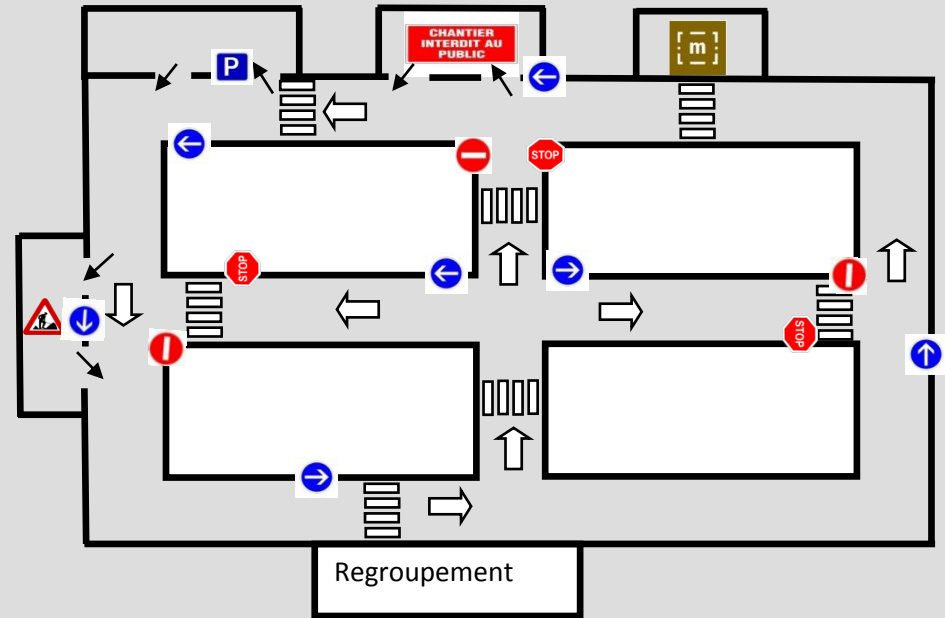 CHANTIER
INTERDIT AU
PUBLIC
P
m
STOP
STOP
STOP
Regroupement